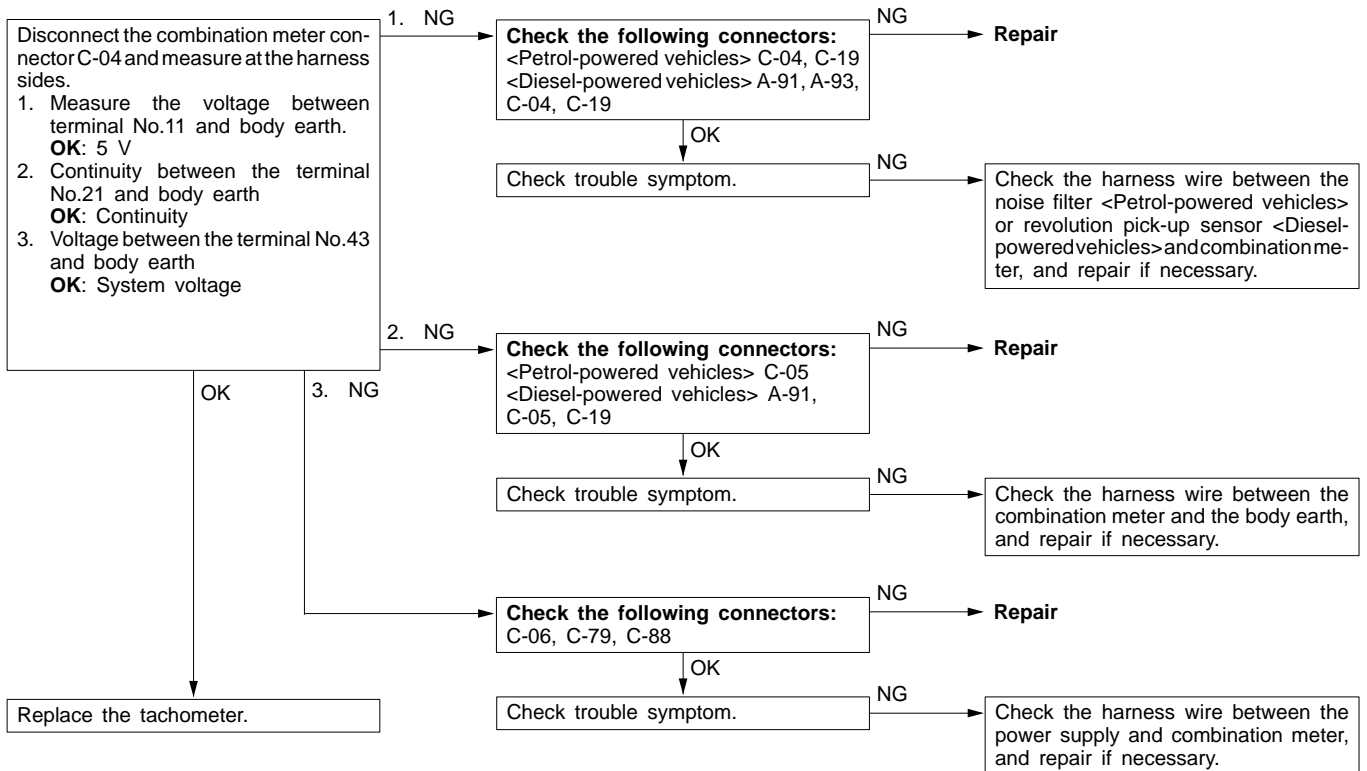 Disconnect the combination meter con-
nector C-04 and measure at the harness
sides.
1. Measure the voltage between
terminal No.11 and body earth.
OK: 5 V
2. Continuity between the terminal
No.21 and body earth
OK: Continuity
3. Voltage between the terminal No.43
and body earth
OK: System voltage
1. NG
Check the following connectors:
<Petrol-powered vehicles> C-04, C-19
<Diesel-powered vehicles> A-91, A-93,
C-04, C-19
NG
Repair
OK
Check trouble symptom.
NG
Check the harness wire between the
noise filter <Petrol-powered vehicles>
or revolution pick-up sensor <Diesel-
powered vehicles> and combination me-
ter, and repair if necessary.
2. NG
Check the following connectors:
<Petrol-powered vehicles> C-05
<Diesel-powered vehicles> A-91,
C-05, C-19
NG
Repair
OK
Check trouble symptom.
NG
Check the harness wire between the
combination meter and the body earth,
and repair if necessary.
3. NG
Check the following connectors:
C-06, C-79, C-88
NG
Repair
OK
Check trouble symptom.
NG
Check the harness wire between the
power supply and combination meter,
and repair if necessary.
OK
Replace the tachometer.